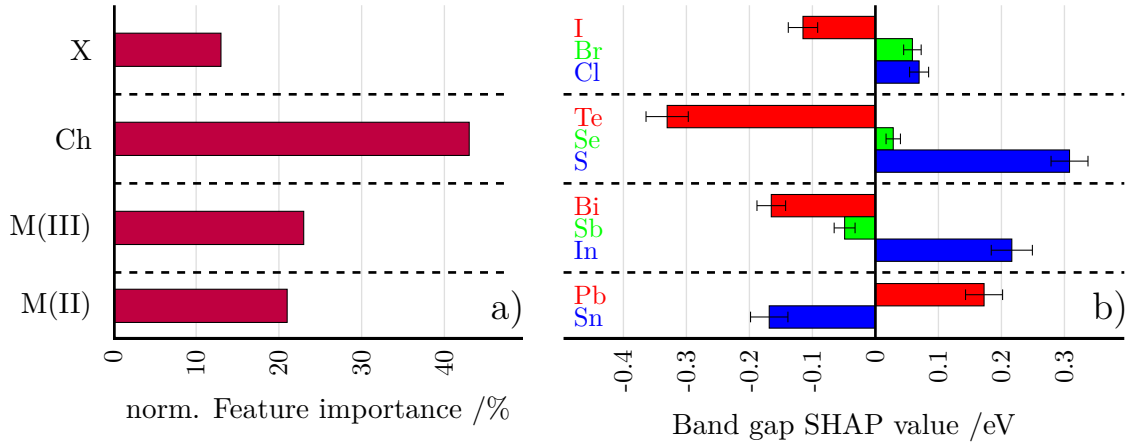 X
Ch
M(III)
M(II)
a)
0
10
20
30
40
norm. Feature importance /%
I
Br
Cl
Te
Se
S
Bi
Sb
In
Pb
Sn
b)
-0.4
-0.3
-0.2
-0.1
0
0.1
0.2
0.3
Band gap SHAP value /eV